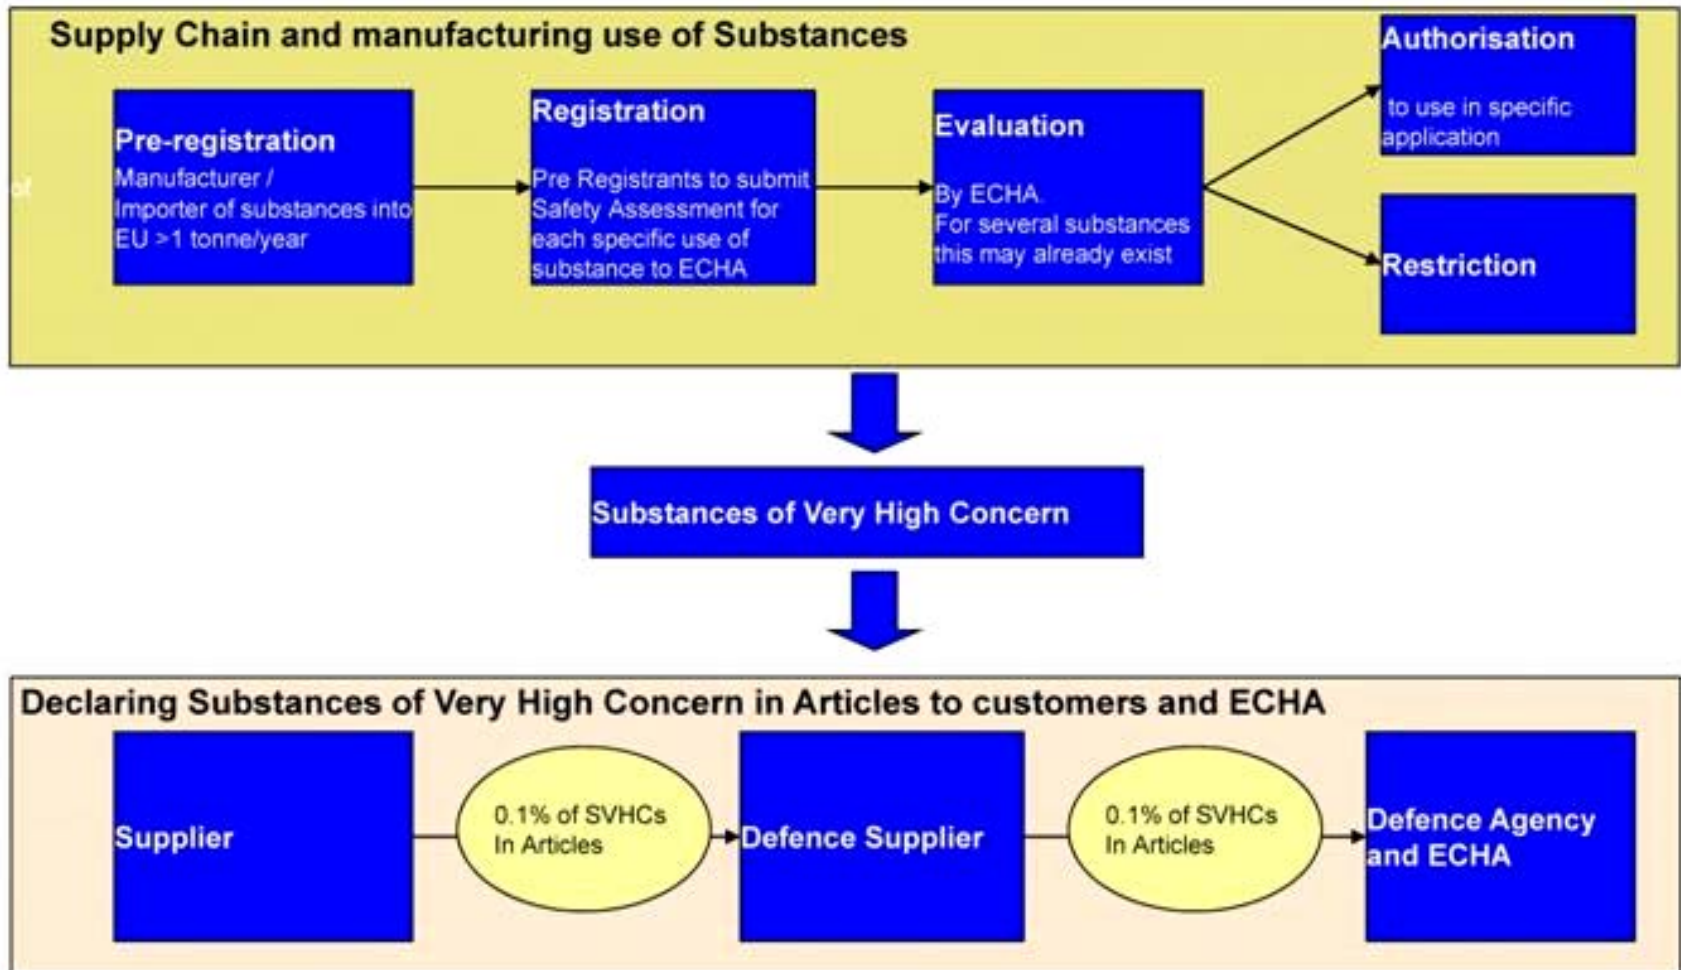 Supply Chain and manufacturing use of Substances
of
Pre-registration
Manufacturer /
Importer of substances into
EU >1 tonne/year
Registration
Pre Registrants to submit
Safety Assessment for
each specific use of
substance to ECHA
Evaluation
By ECHA.
For several substances
this may already exist
Authorisation
to use in specific
application
Restriction
Substances of Very High Concern
Declaring Substances of Very High Concern in Articles to customers and ECHA
Supplier
0.1% of SVHCs
In Articles
Defence Supplier
0.1% of SVHCs
In Articles
Defence Agency
and ECHA